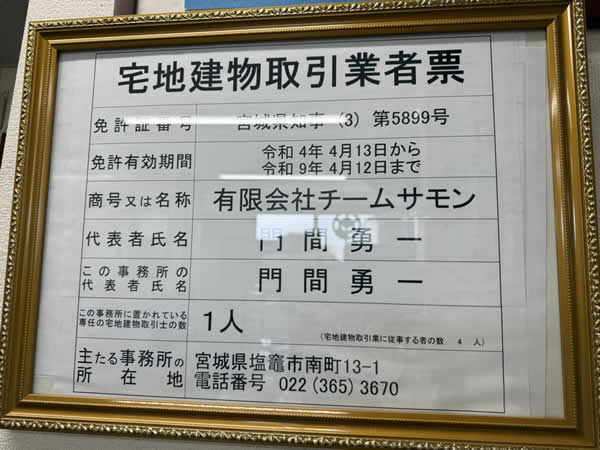 宅地建物取引業者票
免許証番号 宮城県知事 (3) 第5899号
免許有効期間 令和 4年 4月13日から
令和 9年 4月12日まで
商号又は名称 有限会社チームサモン
代表者氏名 門間勇一
この事務所の
代表者氏名 門間勇一
この事務所に置かれている
専任の宅地建物取引士の数 1人 (宅地建物取引業に従事する者の数 4 人)
主たる事務所の 宮城県塩竈市南町13-1
所在地 電話番号 022(365)3670